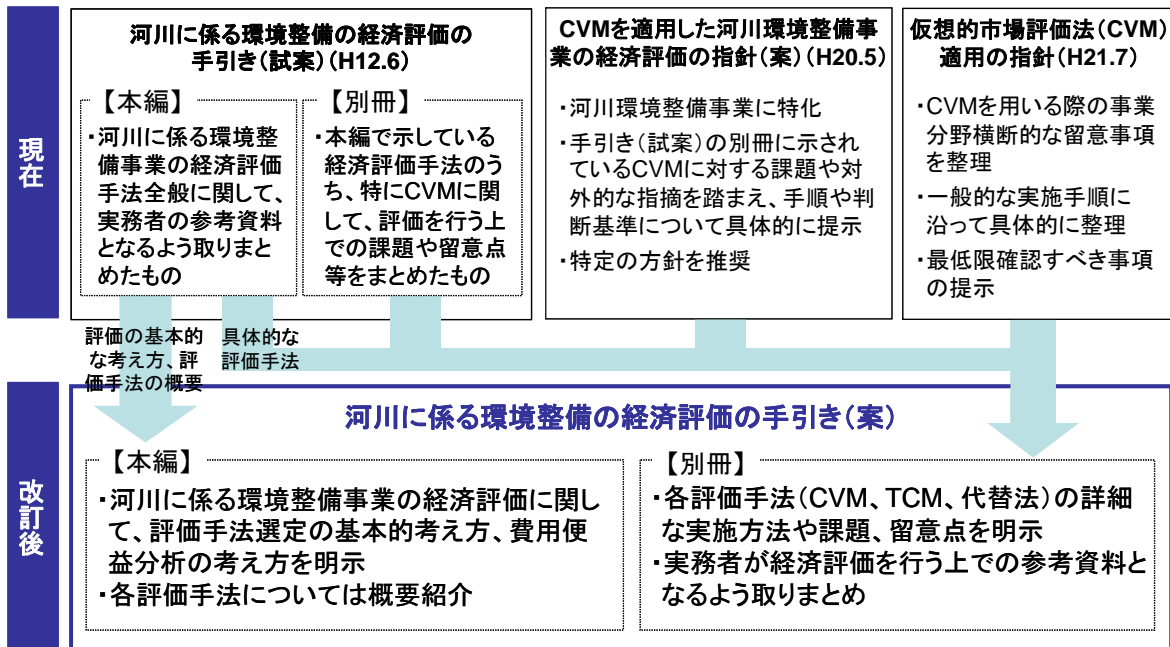 現在
河川に係る環境整備の経済評価の
手引き(試案)(H12.6)
【本編】
・河川に係る環境整
備事業の経済評価
手法全般に関して、
実務者の参考資料
となるよう取りまと
めたもの
【別冊】
・本編で示している
経済評価手法のう
ち、特にCVMに関
して、評価を行う上
での課題や留意点
等をまとめたもの
CVMを適用した河川環境整備事
業の経済評価の指針(案)(H20.5)
・河川環境整備事業に特化
・手引き(試案)の別冊に示され
ているCVMに対する課題や対
外的な指摘を踏まえ、手順や判
断基準について具体的に提示
・特定の方針を推奨
仮想的市場評価法(CVM)
適用の指針(H21.7)
・CVMを用いる際の事業
分野横断的な留意事項
を整理
・一般的な実施手順に
沿って具体的に整理
・最低限確認すべき事項
の提示
評価の基本的
な考え方、評
価手法の概要
具体的な
評価手法
改訂後
河川に係る環境整備の経済評価の手引き(案)
【本編】
・河川に係る環境整備事業の経済評価に関し
て、評価手法選定の基本的考え方、費用便
益分析の考え方を明示
・各評価手法については概要紹介
【別冊】
・各評価手法(CVM、TCM、代替法)の詳細
な実施方法や課題、留意点を明示
・実務者が経済評価を行う上での参考資料と
なるよう取りまとめ